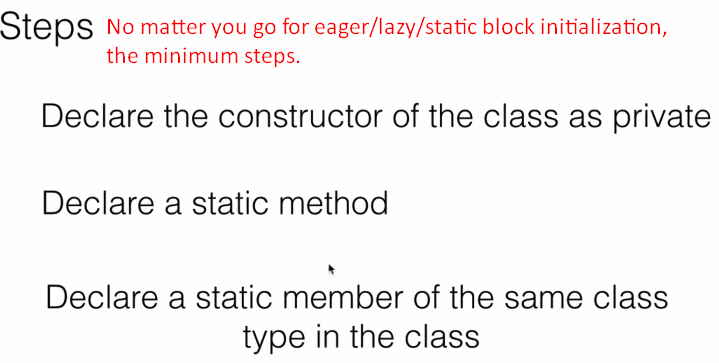 Steps
No matter you go for eager/lazy/static block initialization,
the minimum steps.
Declare the constructor of the class as private
Declare a static method
Declare a static member of the same class
type in the class